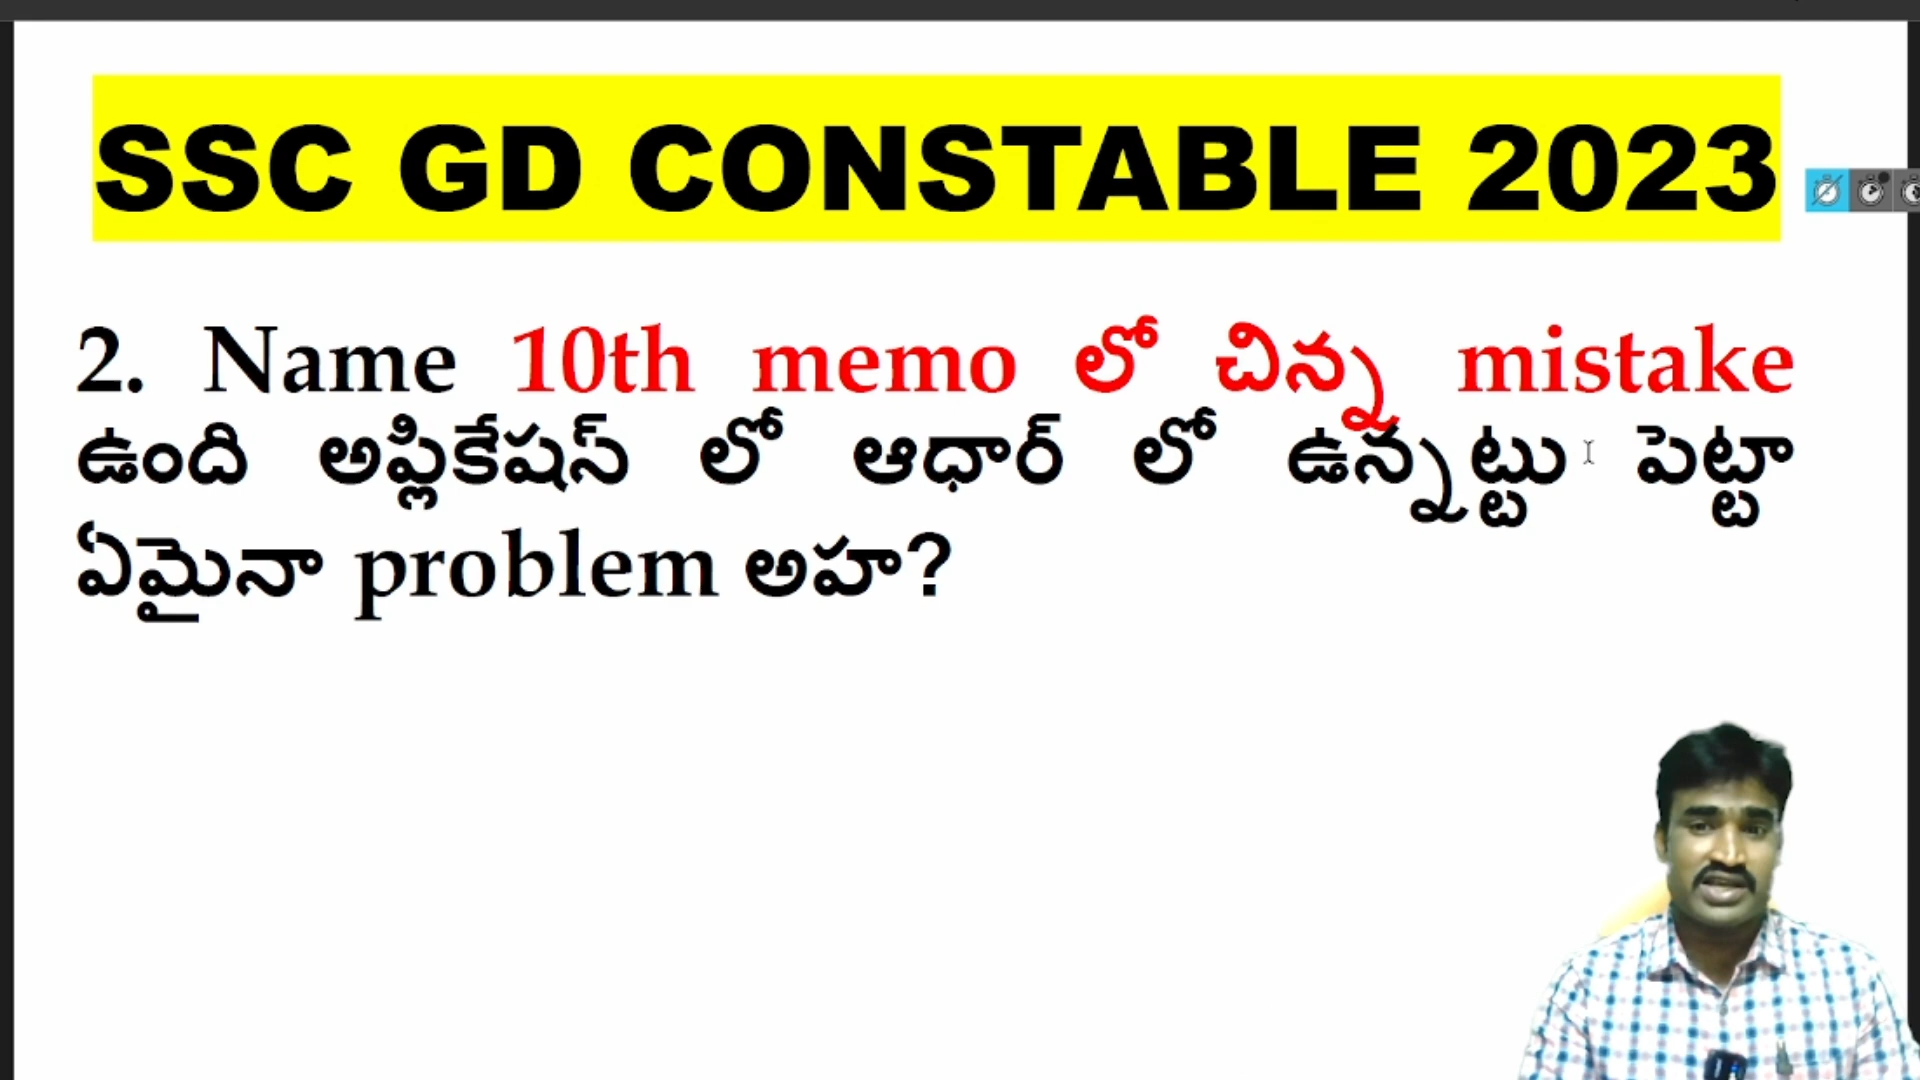 SSC GD CONSTABLE 2023
2. Name 10th memo లో చిన్న mistake
ఉంది అప్లికేషన్ లో ఆధార్ లో ఉన్నట్టు పెట్టా
ఏమైనా problem అహ?